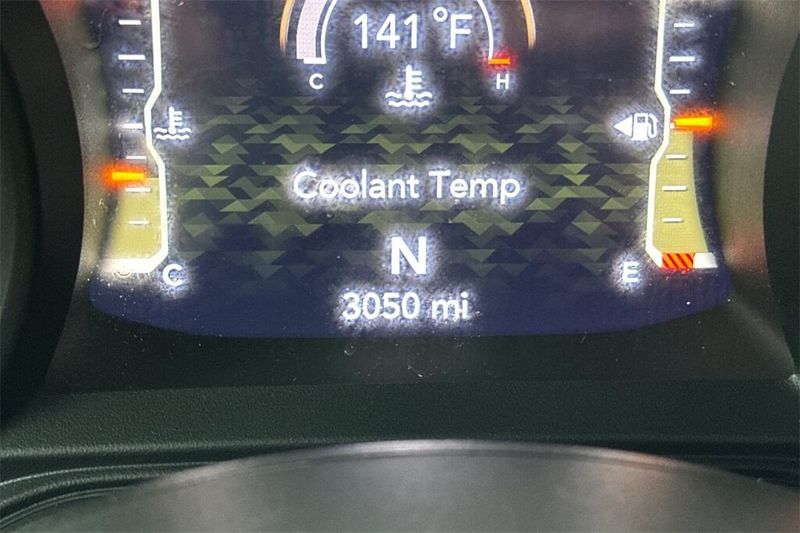 141°F
C H
Coolant Temp
N
C E
3050 mi